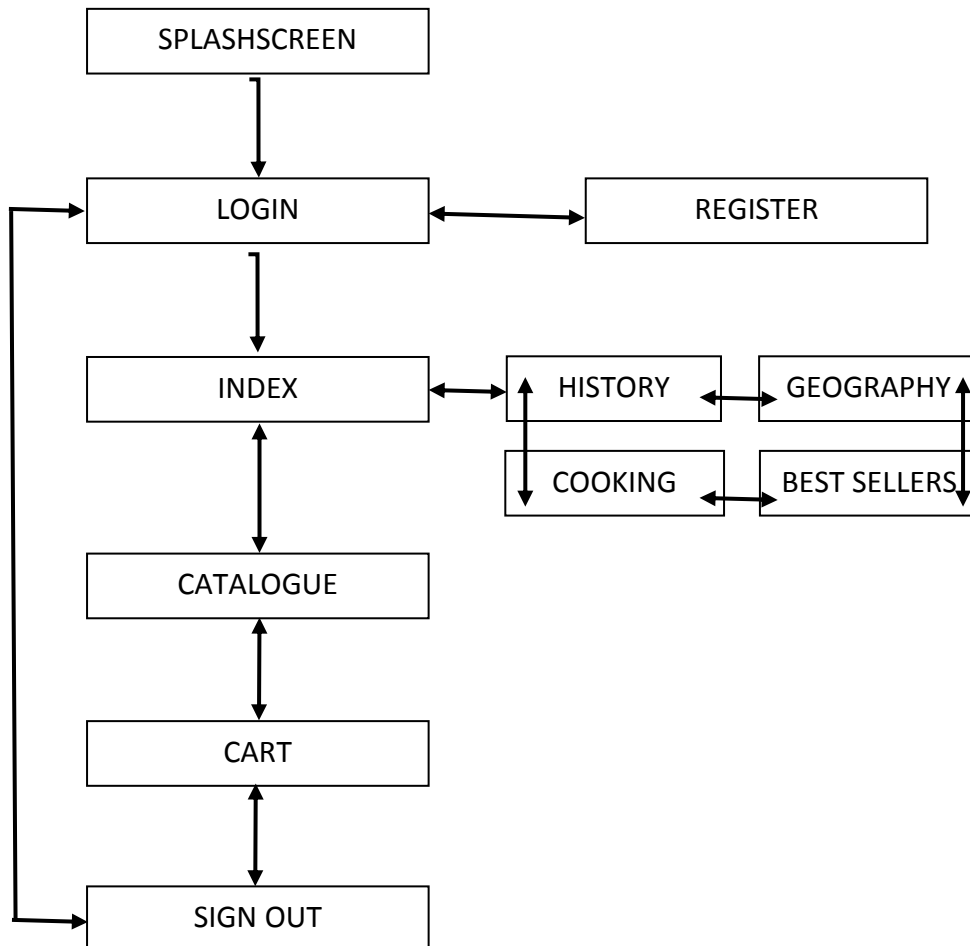 SPLASHSCREEN
LOGIN
REGISTER
INDEX
HISTORY
GEOGRAPHY
COOKING
BEST SELLERS
CATALOGUE
CART
SIGN OUT